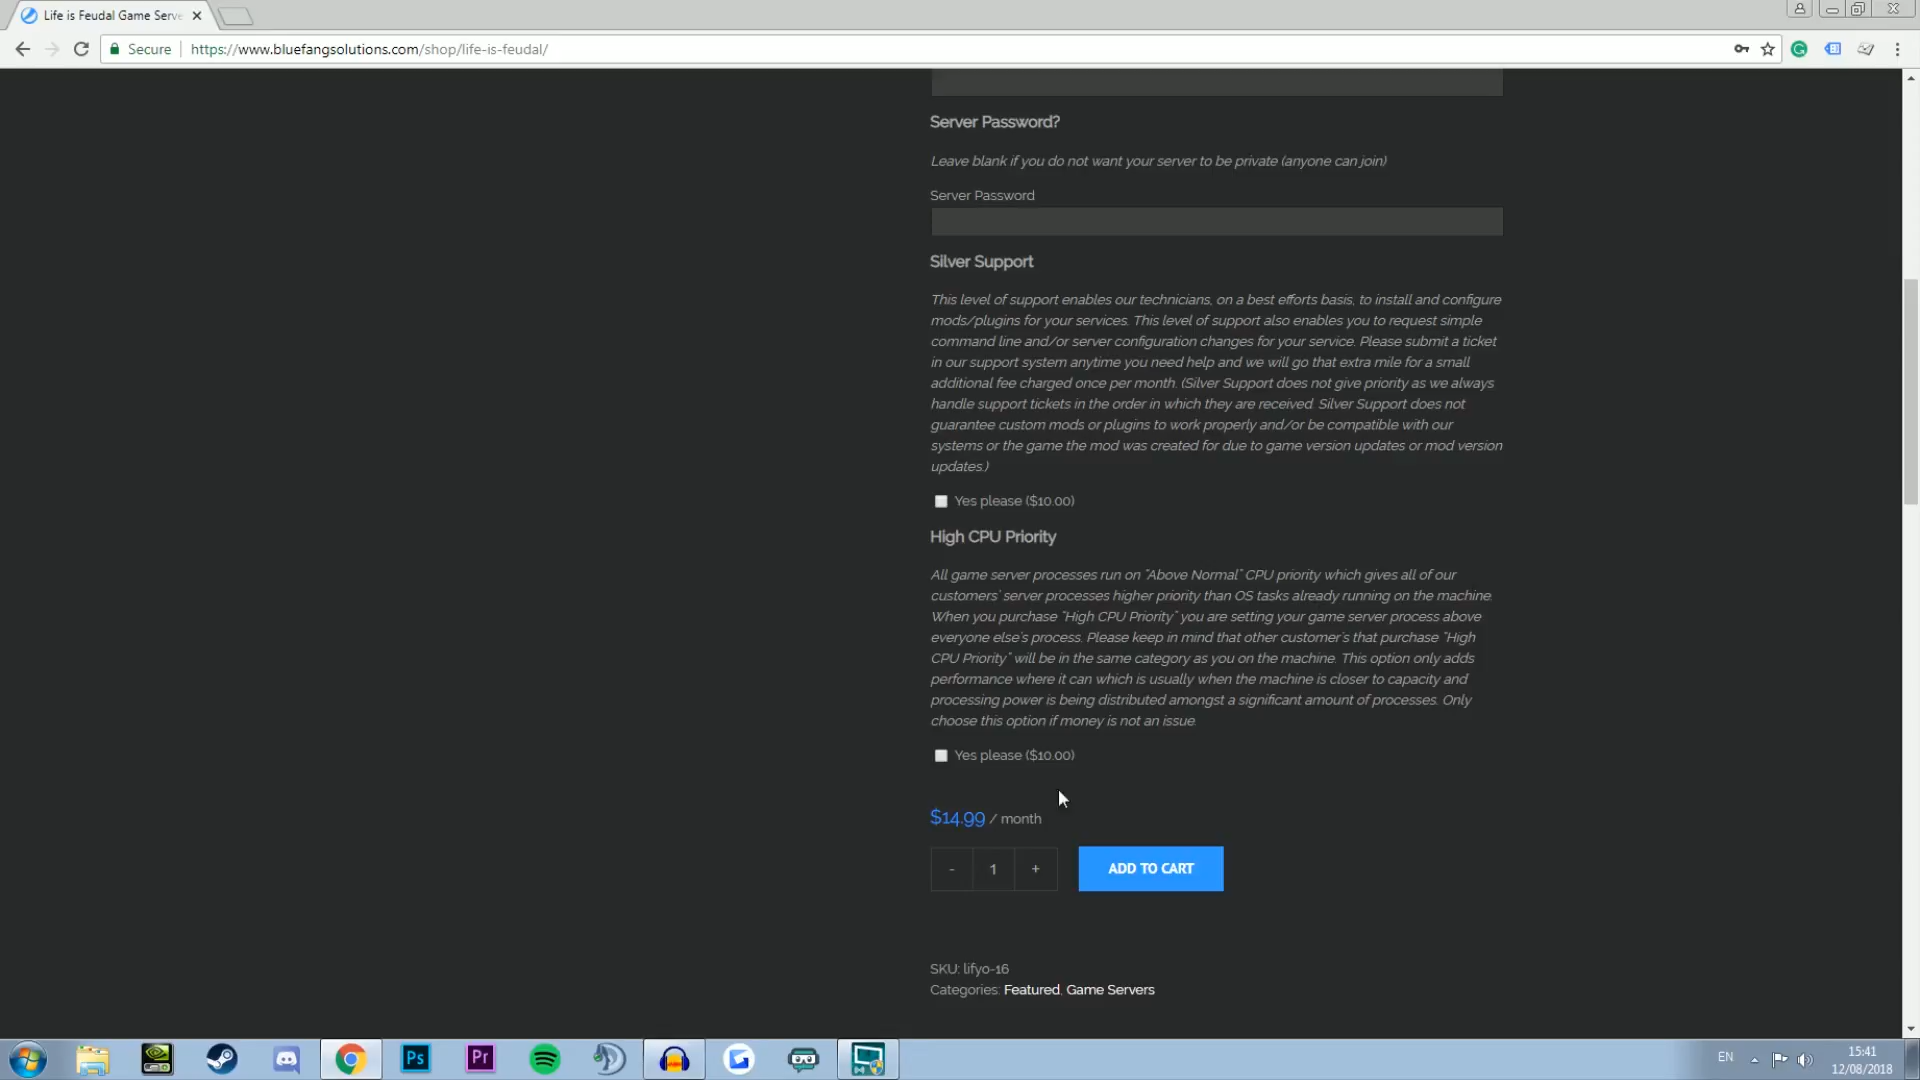 Life is Feudal Game Serve
Secure
https://www.bluefangsolutions.com/shop/life-is-feudal/
Server Password?
Leave blank if you do not want your server to be private (anyone can join)
Server Password
Silver Support
This level of support enables our technicians, on a best efforts basis, to install and configure
mods/plugins for your services. This level of support also enables you to request simple
command line and/or server configuration changes for your service. Please submit a ticket
in our support system anytime you need help and we will go that extra mile for a small
additional fee charged once per month. (Silver Support does not give priority as we always
handle support tickets in the order in which they are received. Silver Support does not
guarantee custom mods or plugins to work properly and/or be compatible with our
systems or the game the mod was created for due to game version updates or mod version
updates.)
Yes please ($10.00)
High CPU Priority
All game server processes run on "Above Normal" CPU priority which gives all of our
customers' server processes higher priority than OS tasks already running on the machine.
When you purchase "High CPU Priority" you are setting your game server process above
everyone else's process. Please keep in mind that other customer's that purchase "High
CPU Priority" will be in the same category as you on the machine. This option only adds
performance where it can which is usually when the machine is closer to capacity and
processing power is being distributed amongst a significant amount of processes. Only
choose this option if money is not an issue.
Yes please ($10.00)
$14.99 / month
- 1 +
ADD TO CART
SKU: lifyo-16
Categories: Featured, Game Servers
Ps
Pr
EN
15:41
12/08/2018